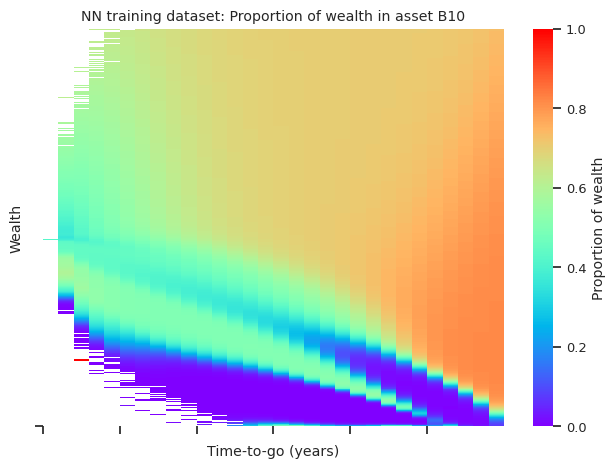 NN training dataset: Proportion of wealth in asset B10
Wealth
Time-to-go (years)
1.0
0.8
0.6
0.4
0.2
0.0
Proportion of wealth